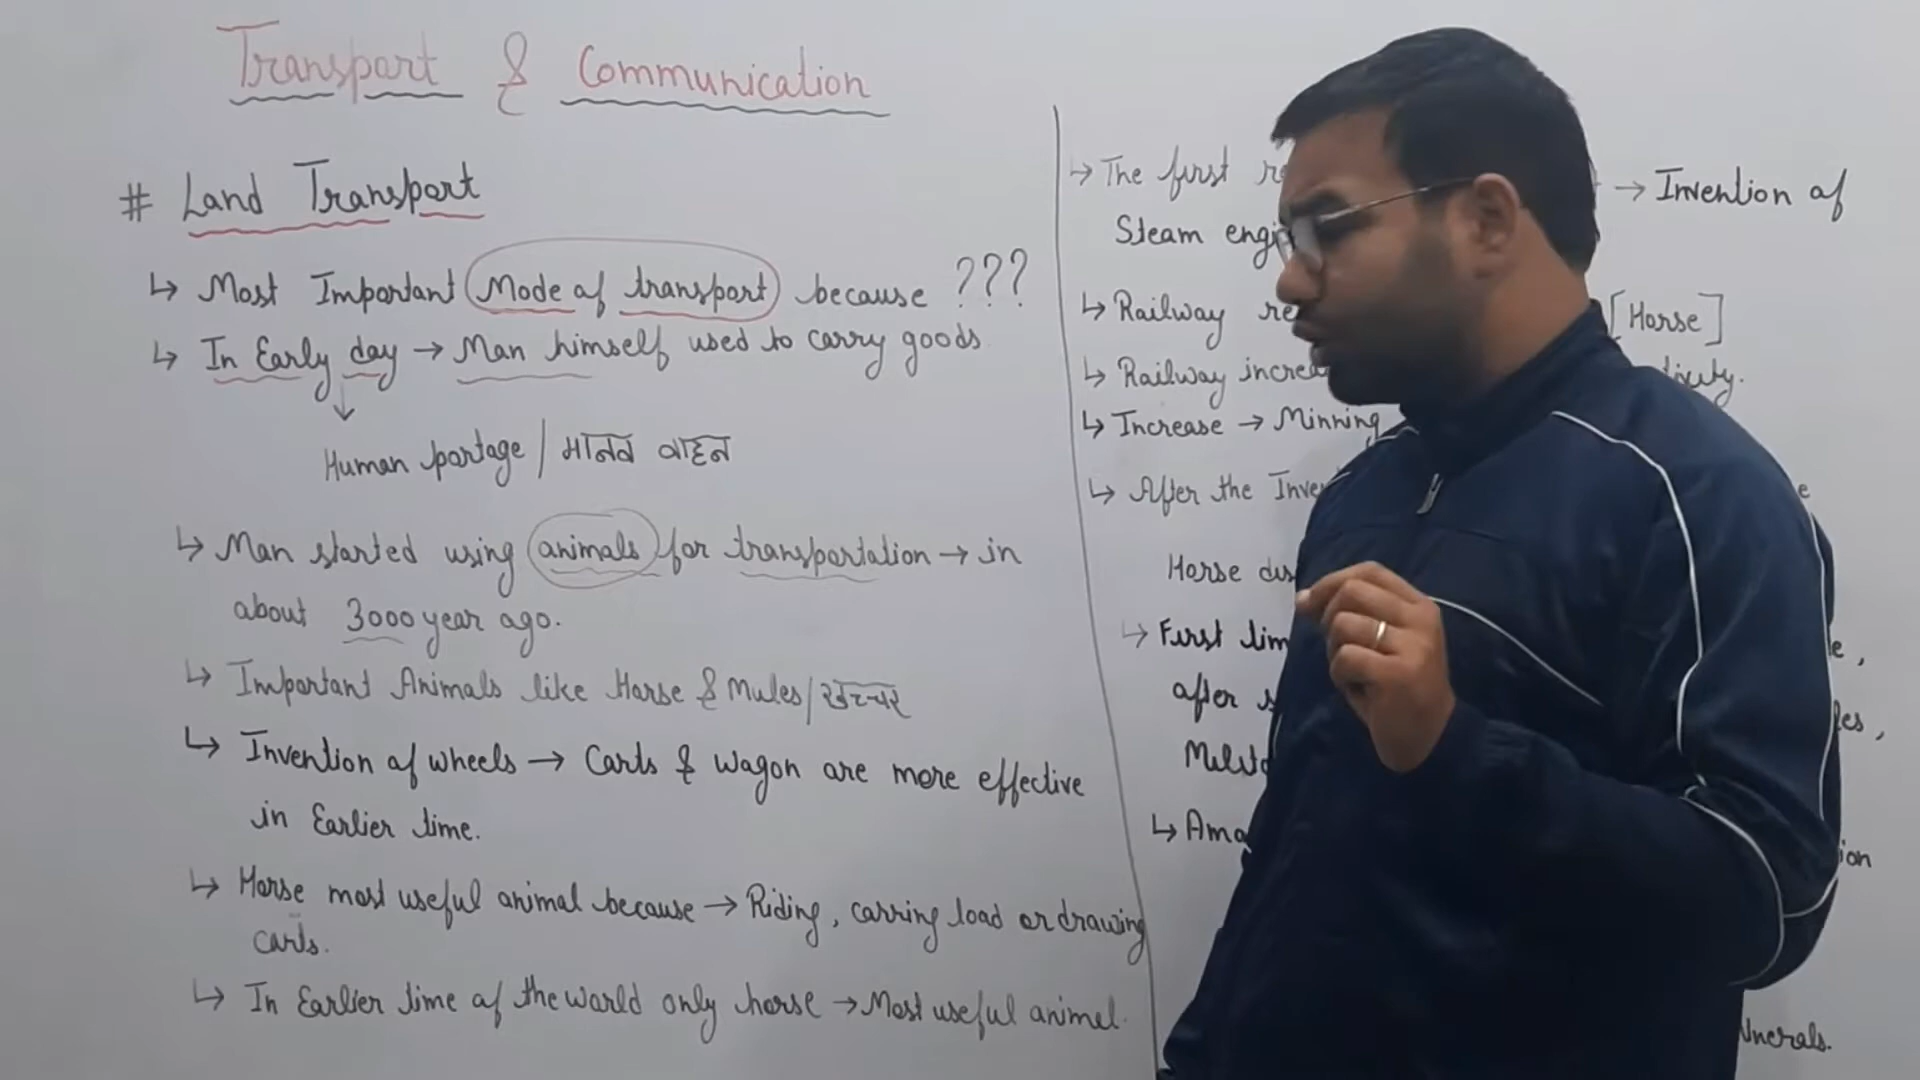 Transport & Communication
# Land Transport
↳ Most Important Mode of transport because ???
↳ In Early day → Man himself used to carry goods
Human portage / मानव वाहन
↳ Man started using animals for transportation → in
about 3000 year ago.
↳ Important Animals like Horse & Mules / खच्चर
↳ Invention of wheels → Carts & wagon are more effective
in Earlier time.
↳ Horse most useful animal because → Riding, carring load or drawing
carts.
↳ In Earlier time of the world only horse → Most useful animal.
↳ The first → Invention of
Steam
↳ Railway [Horse]
↳ Railway
↳ Increase → Minning
↳ After the
Horse
↳ First
after
↳